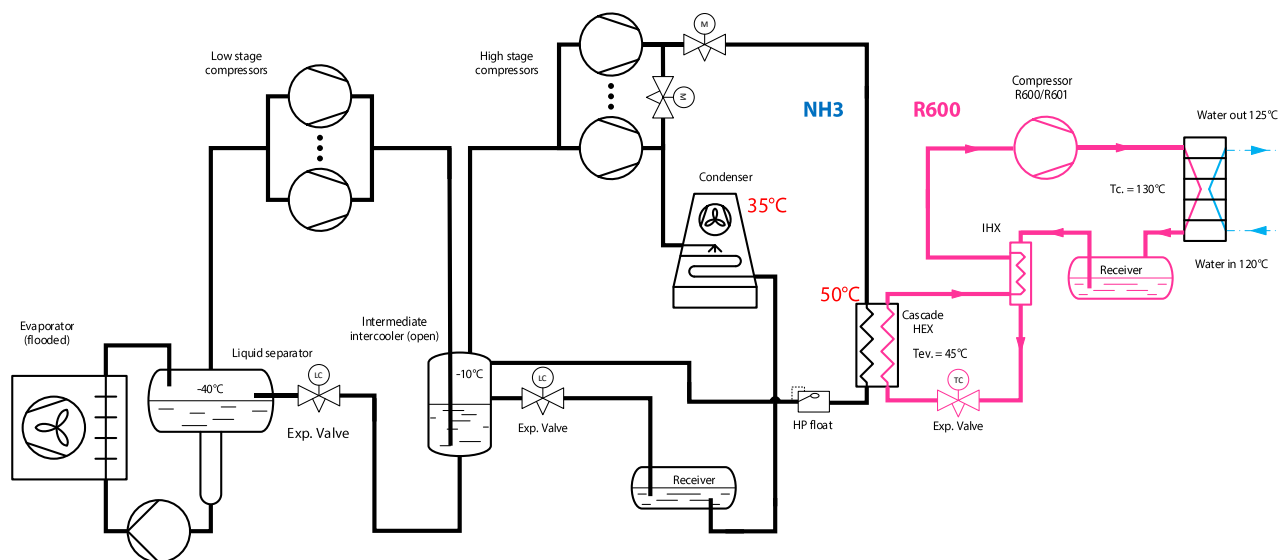 Low stage
compressors
High stage
compressors
M
M
NH3
R600
Compressor
R600/R601
Water out 125°C
Tc. = 130°C
Water in 120°C
Condenser
35°C
IHX
Receiver
50°C
Cascade
HEX
Tev. = 45°C
TC
Exp. Valve
HP float
Evaporator
(flooded)
Liquid separator
-40°C
LC
Exp. Valve
Intermediate
intercooler (open)
-10°C
LC
Exp. Valve
Receiver